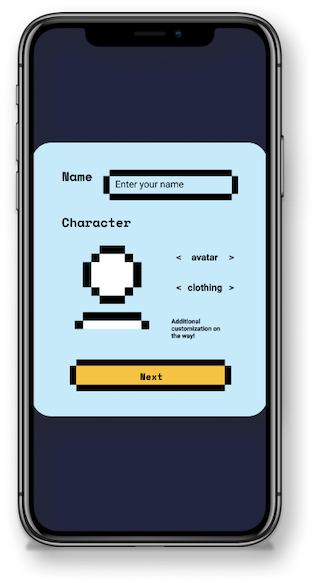 Name
Enter your name
Character
< avatar >
< clothing >
Additional
customization on
the way!
Next